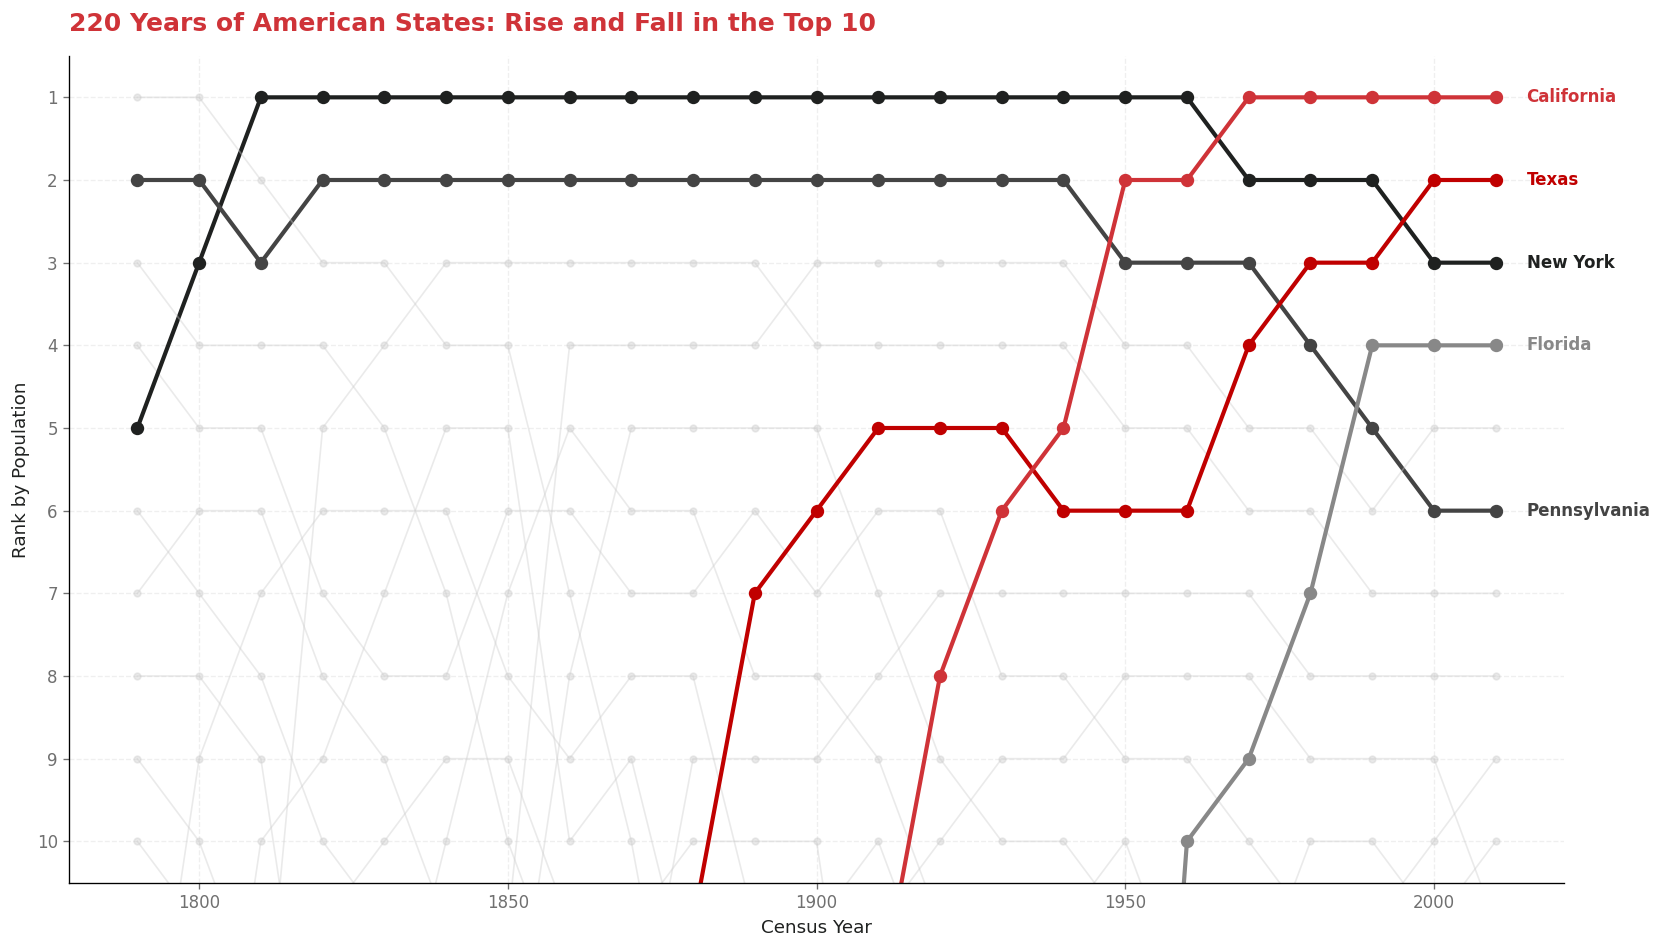 220 Years of American States: Rise and Fall in the Top 10
Rank by Population
1
2
3
4
5
6
7
8
9
10
California
Texas
New York
Florida
Pennsylvania
1800
1850
1900
1950
2000
Census Year